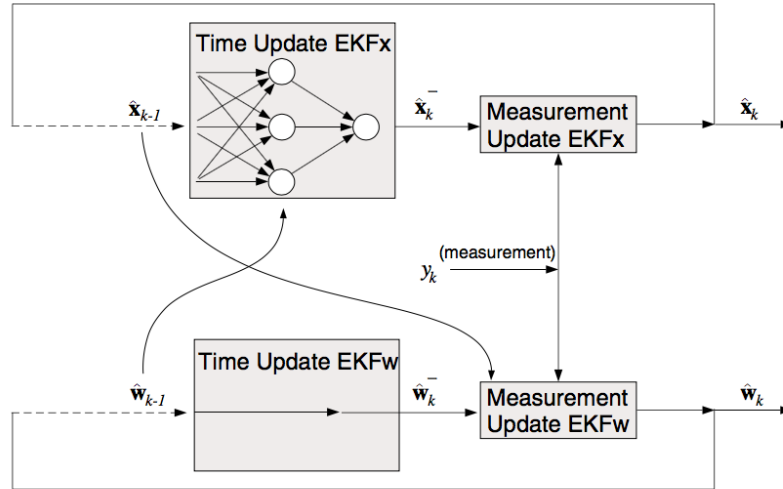 Time Update EKFx
x̂k-1
x̂k⁻
Measurement
Update EKFx
x̂k
(measurement)
yk
Time Update EKFw
ŵk-1
ŵk⁻
Measurement
Update EKFw
ŵk